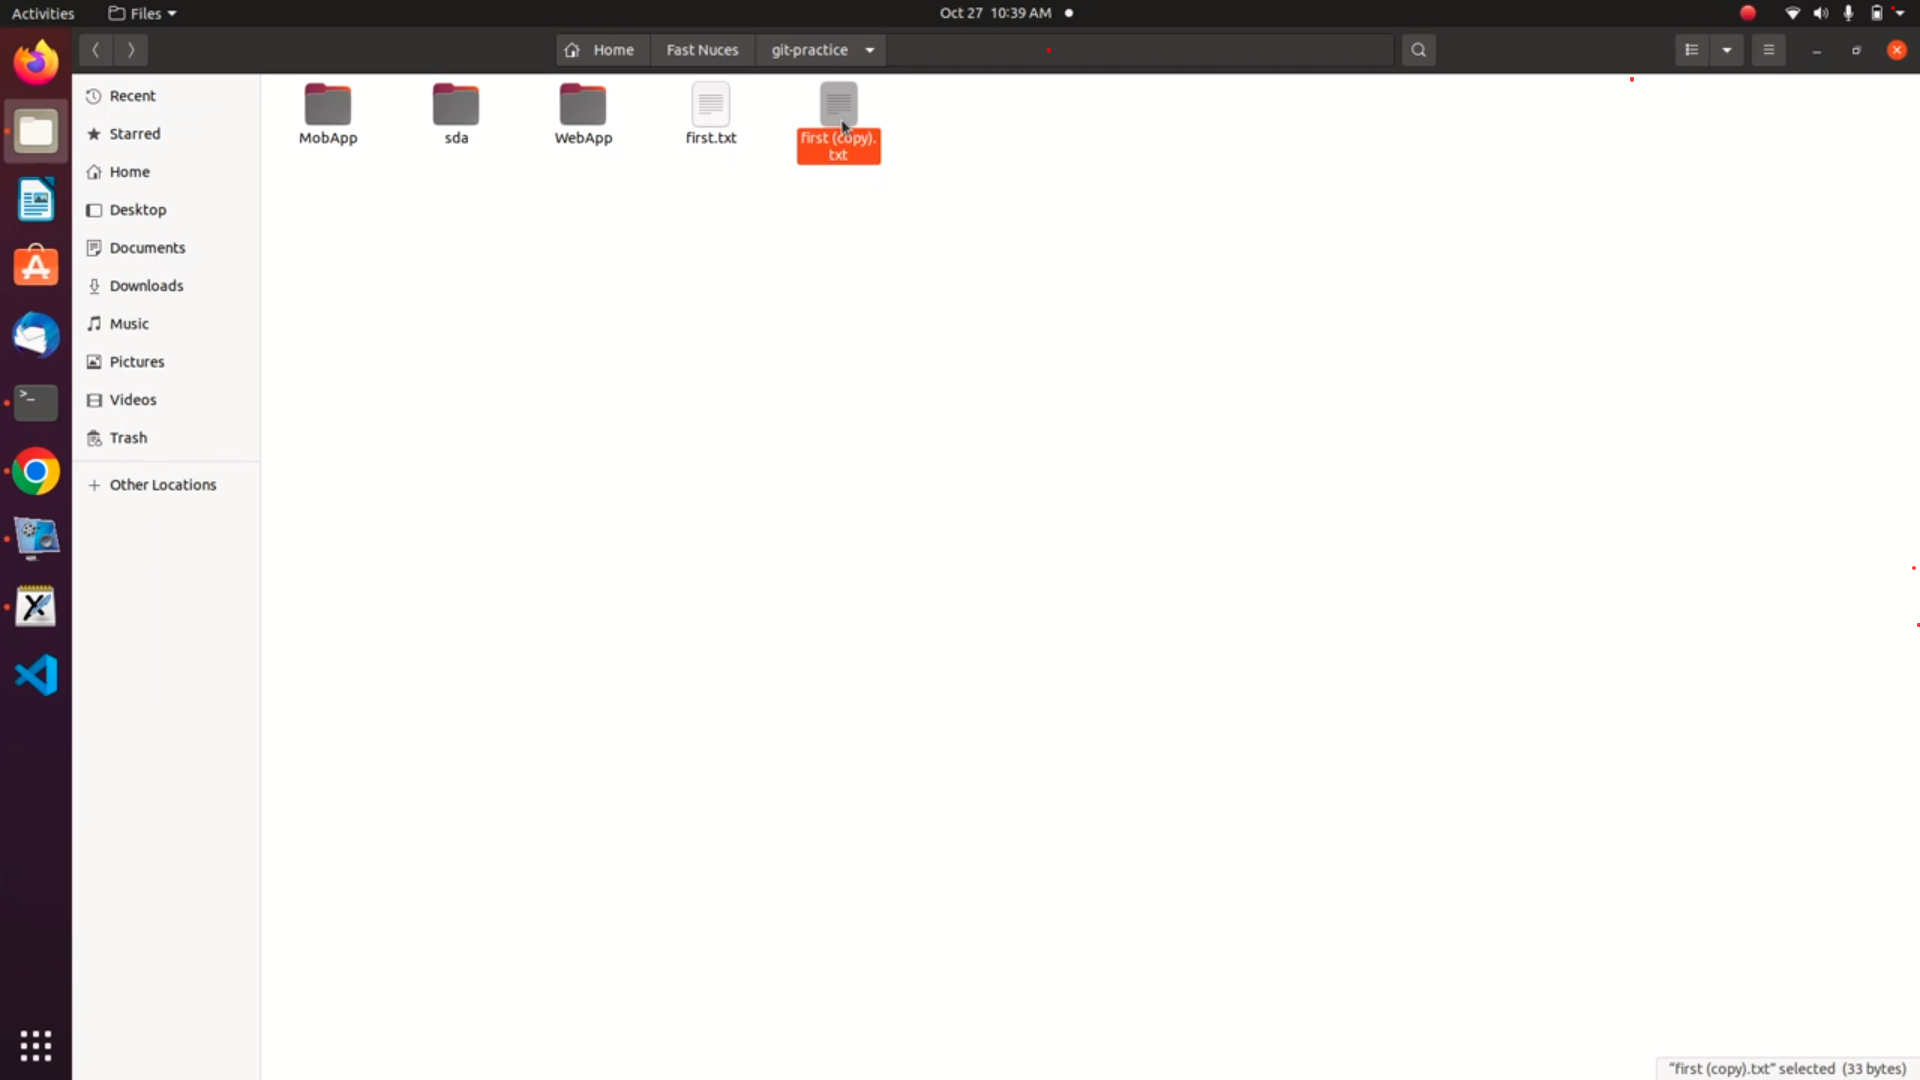 Activities Files Oct 27 10:39 AM
Home Fast Nuces git-practice
Recent
Starred
Home
Desktop
Documents
Downloads
Music
Pictures
Videos
Trash
Other Locations
MobApp sda WebApp first.txt first (copy).
txt
"first (copy).txt" selected (33 bytes)